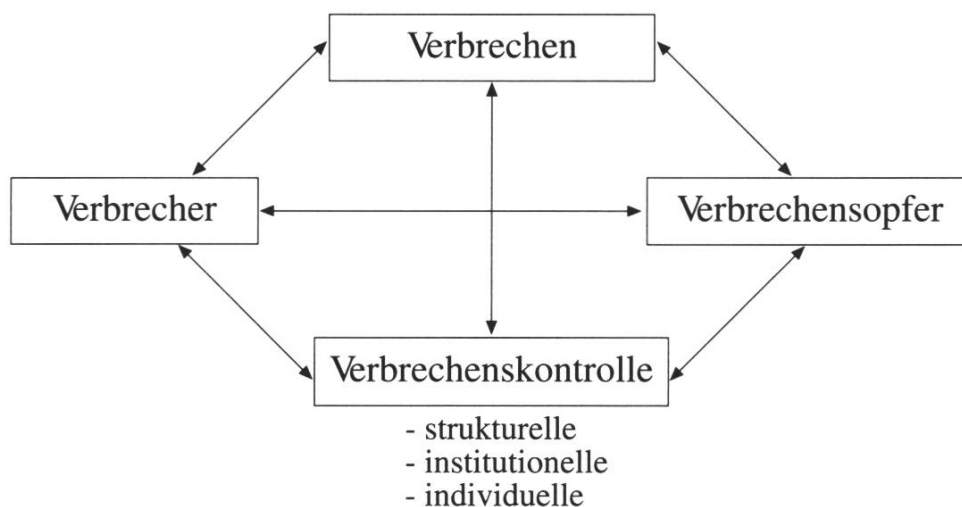 Verbrechen
Verbrecher
Verbrechensopfer
Verbrechenskontrolle
- strukturelle
- institutionelle
- individuelle